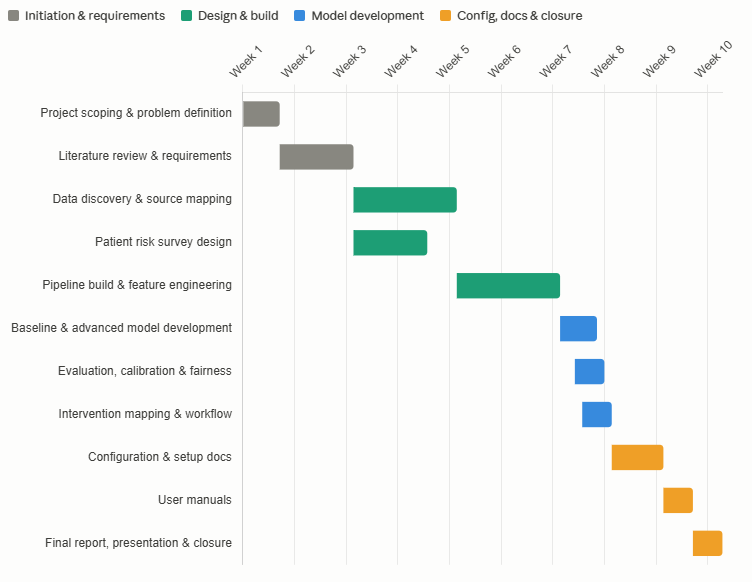 Initiation & requirements Design & build Model development Config, docs & closure
Week 1 Week 2 Week 3 Week 4 Week 5 Week 6 Week 7 Week 8 Week 9 Week 10
Project scoping & problem definition
Literature review & requirements
Data discovery & source mapping
Patient risk survey design
Pipeline build & feature engineering
Baseline & advanced model development
Evaluation, calibration & fairness
Intervention mapping & workflow
Configuration & setup docs
User manuals
Final report, presentation & closure